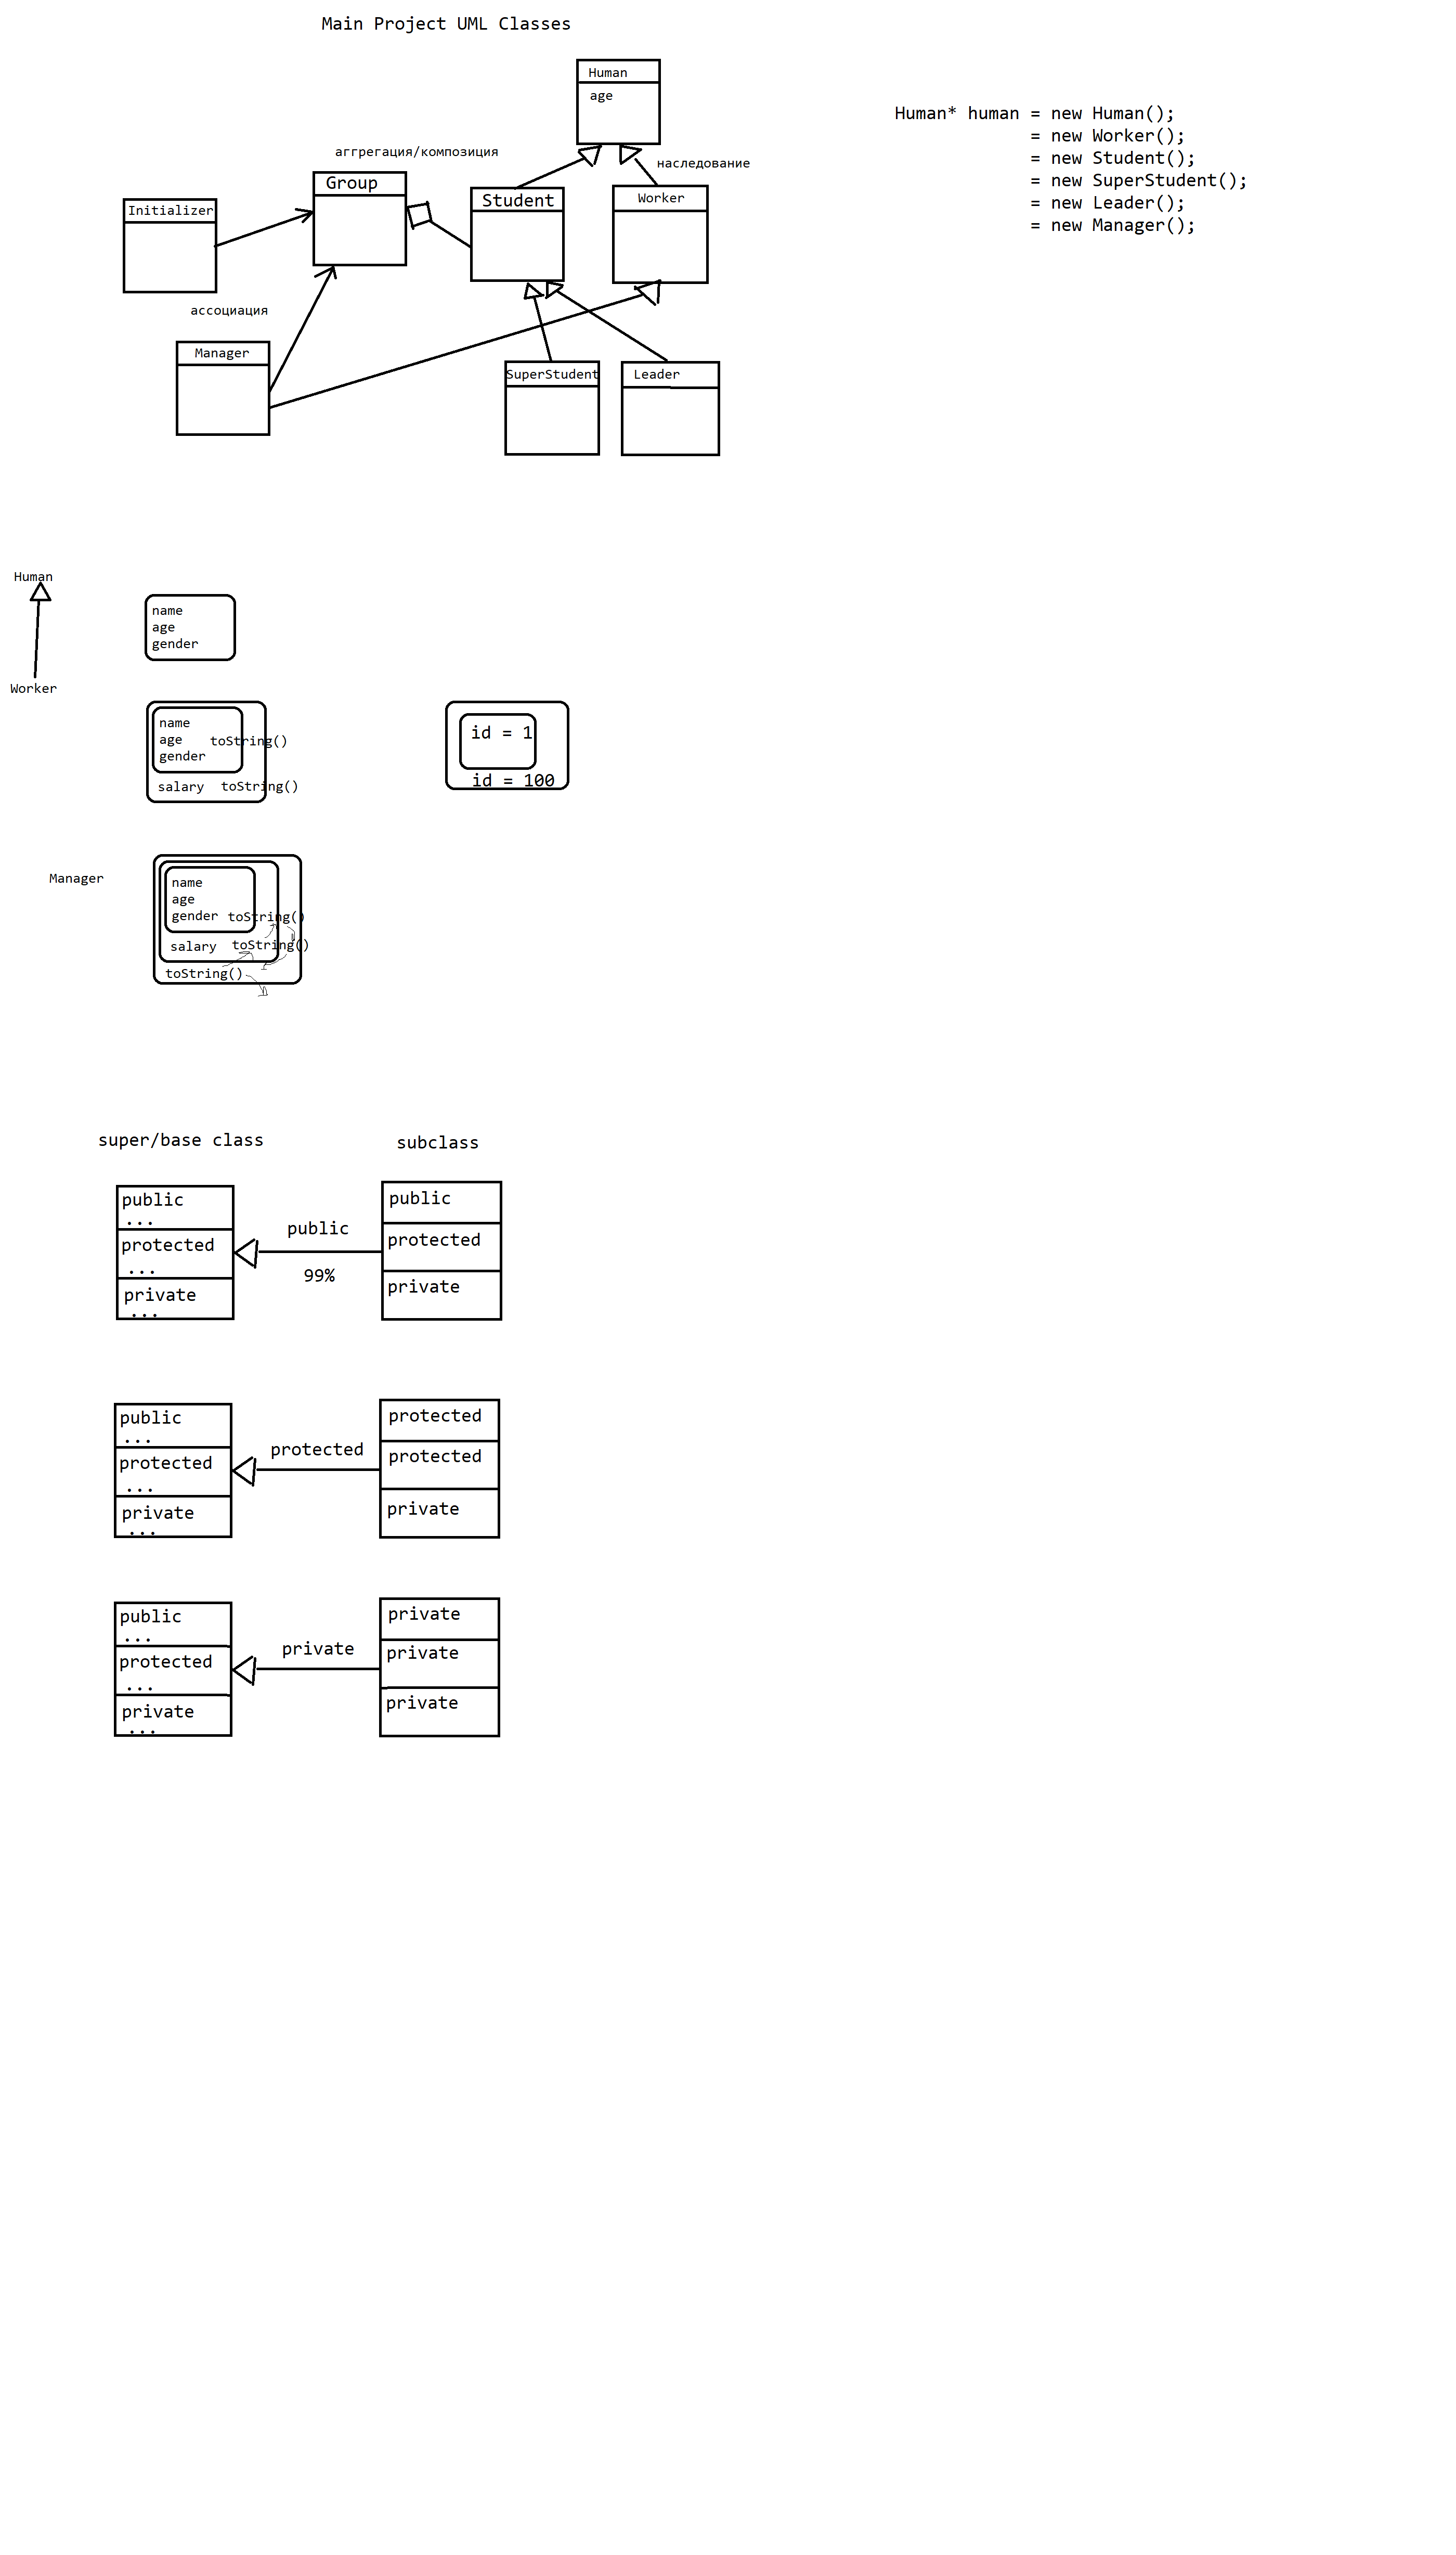 Main Project UML Classes
Human
age
Human* human = new Human();
= new Worker();
= new Student();
= new SuperStudent();
= new Leader();
= new Manager();
аггрегация/композиция
наследование
Group
Student
Worker
Initializer
ассоциация
Manager
SuperStudent
Leader
Human
name
age
gender
Worker
name
age
toString()
gender
salary toString()
id = 1
id = 100
Manager
name
age
gender toString()
salary toString()
toString()
super/base class
subclass
public
...
protected
...
private
...
public
99%
public
protected
private
public
...
protected
...
private
...
protected
protected
protected
private
public
...
protected
...
private
...
private
private
private
private